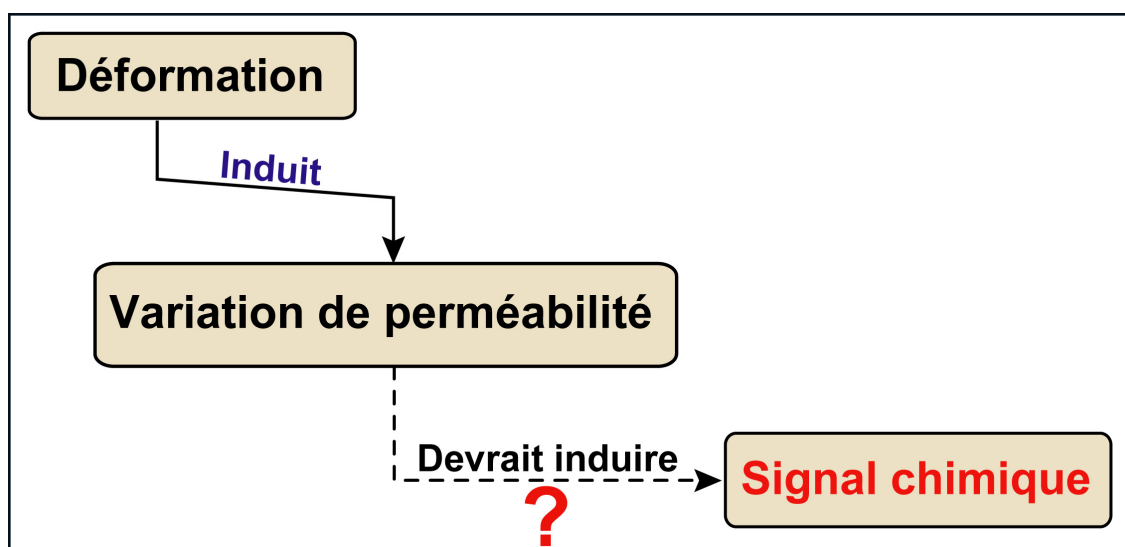 Déformation
Induit
Variation de perméabilité
Devrait induire
?
Signal chimique